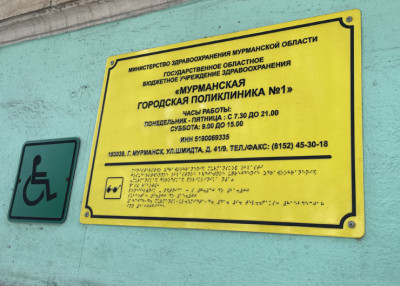 МИНИСТЕРСТВО ЗДРАВООХРАНЕНИЯ МУРМАНСКОЙ ОБЛАСТИ
ГОСУДАРСТВЕННОЕ ОБЛАСТНОЕ
БЮДЖЕТНОЕ УЧРЕЖДЕНИЕ ЗДРАВООХРАНЕНИЯ
«МУРМАНСКАЯ
ГОРОДСКАЯ ПОЛИКЛИНИКА №1»
ЧАСЫ РАБОТЫ:
ПОНЕДЕЛЬНИК - ПЯТНИЦА : С 7.30 ДО 21.00
СУББОТА: 9.00 ДО 15.00
ИНН 5190069335
183038, Г. МУРМАНСК, УЛ.ШМИДТА, Д. 41/9. ТЕЛ./ФАКС: (8152) 45-30-18